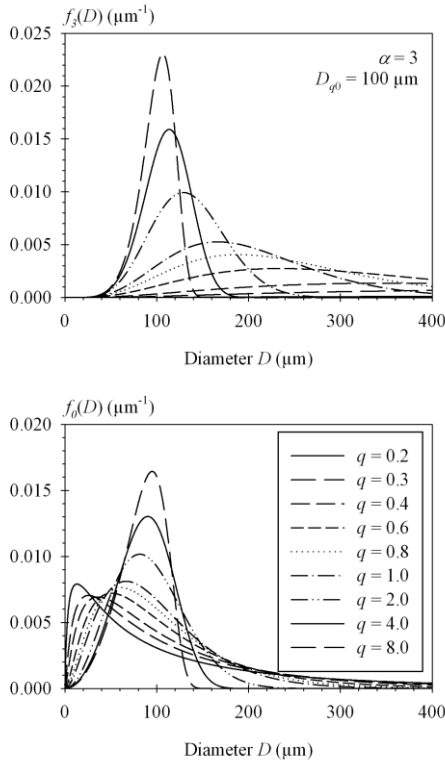 f₃(D) (μm⁻¹)
0.025
α = 3
D_q0 = 100 μm
0.020
0.015
0.010
0.005
0.000
0 100 200 300 400
Diameter D (μm)
f₀(D) (μm⁻¹)
0.020
q = 0.2
q = 0.3
0.015
q = 0.4
q = 0.6
0.010
q = 0.8
q = 1.0
q = 2.0
0.005
q = 4.0
q = 8.0
0.000
0 100 200 300 400
Diameter D (μm)